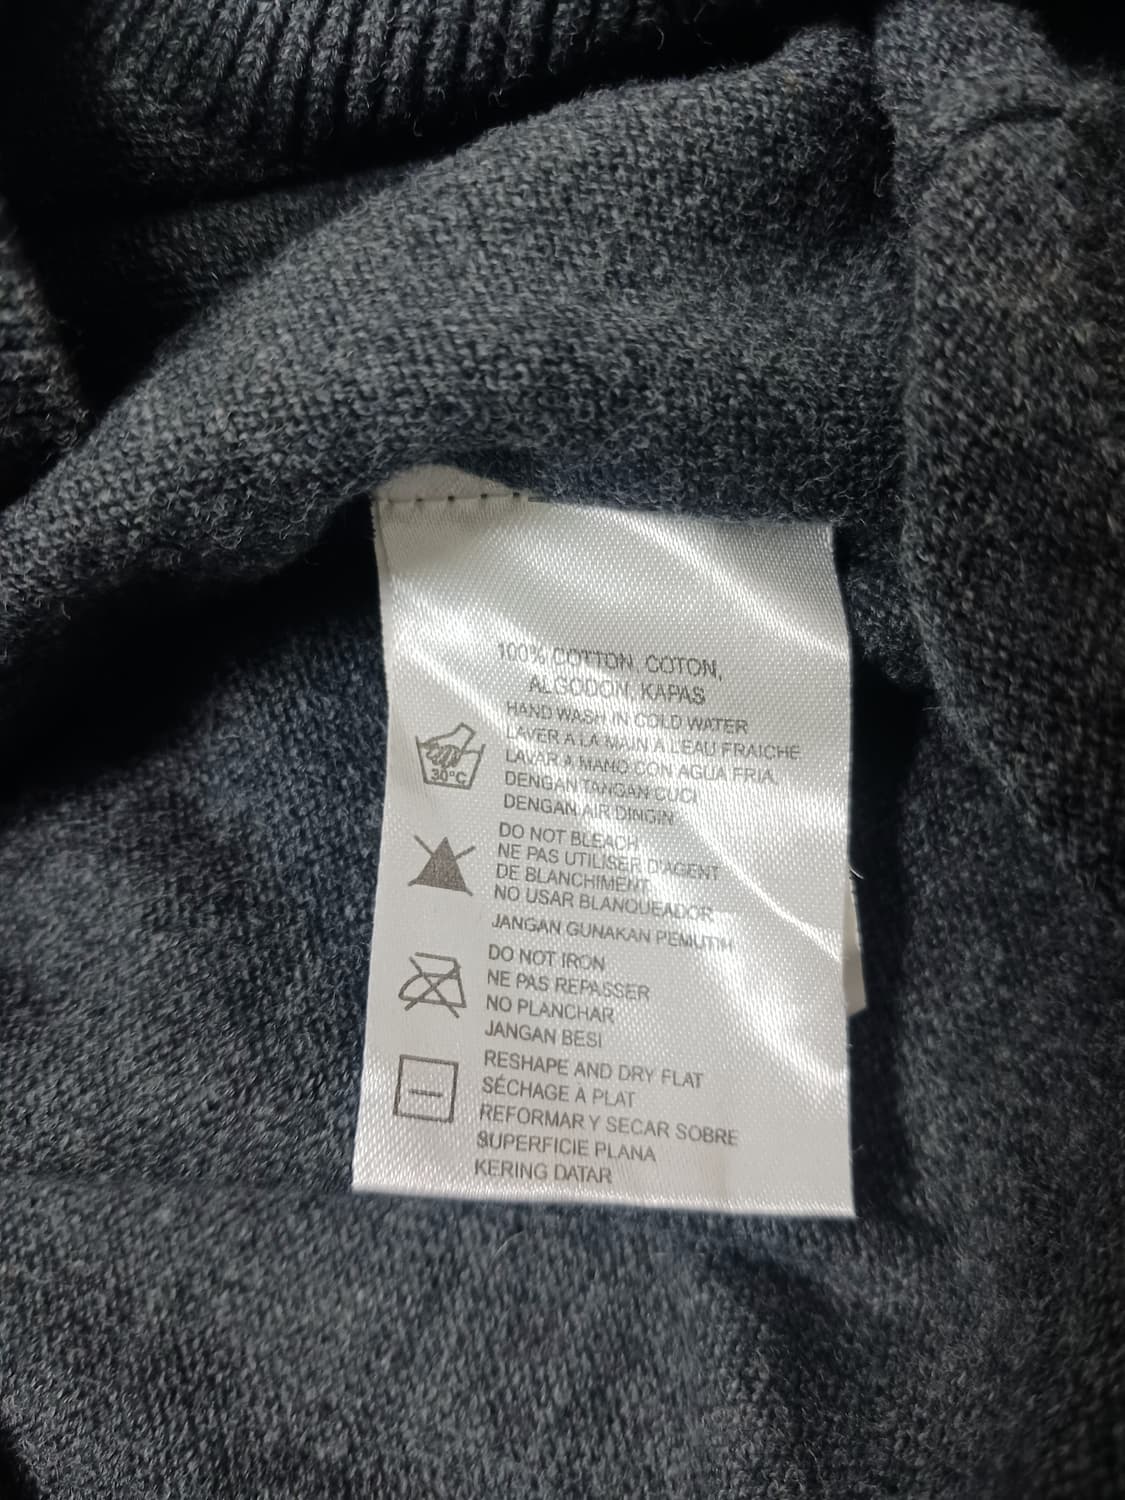 100% COTTON, COTON,
ALGODON, KAPAS
HAND WASH IN COLD WATER
LAVER A LA MAIN A L'EAU FRAICHE
LAVAR A MANO CON AGUA FRIA,
DENGAN TANGAN CUCI
DENGAN AIR DINGIN
30°C
DO NOT BLEACH
NE PAS UTILISER D'AGENT
DE BLANCHIMENT
NO USAR BLANQUEADOR
JANGAN GUNAKAN PEMUTIH
DO NOT IRON
NE PAS REPASSER
NO PLANCHAR
JANGAN BESI
RESHAPE AND DRY FLAT
SÉCHAGE A PLAT
REFORMAR Y SECAR SOBRE
SUPERFICIE PLANA
KERING DATAR